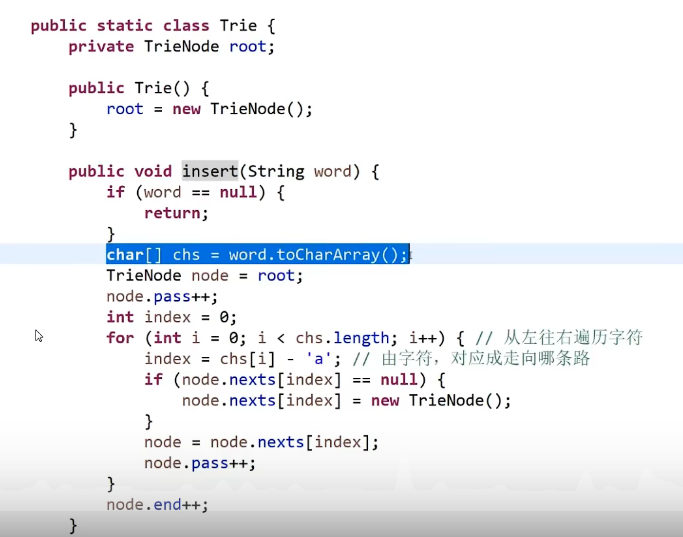 public static class Trie {
private TrieNode root;
public Trie() {
root = new TrieNode();
}
public void insert(String word) {
if (word == null) {
return;
}
char[] chs = word.toCharArray();
TrieNode node = root;
node.pass++;
int index = 0;
for (int i = 0; i < chs.length; i++) { // 从左往右遍历字符
index = chs[i] - 'a'; // 由字符，对应成走向哪条路
if (node.nexts[index] == null) {
node.nexts[index] = new TrieNode();
}
node = node.nexts[index];
node.pass++;
}
node.end++;
}